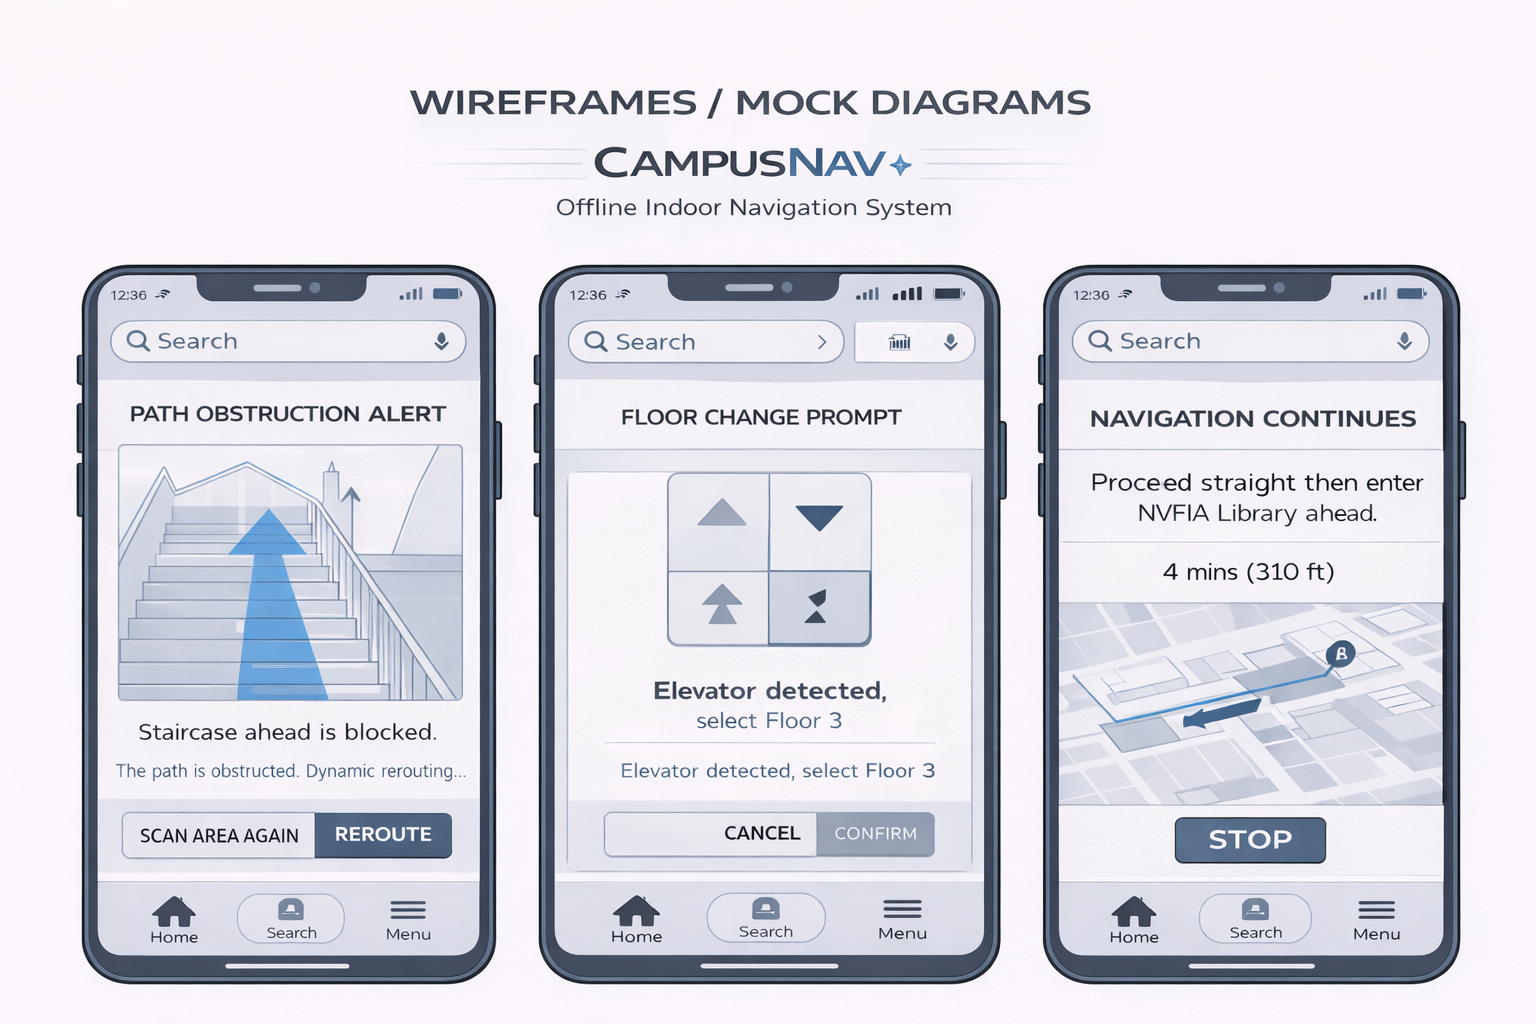 WIREFRAMES / MOCK DIAGRAMS
CAMPUSNAV
Offline Indoor Navigation System
12:36
Search
PATH OBSTRUCTION ALERT
Staircase ahead is blocked.
The path is obstructed. Dynamic rerouting...
SCAN AREA AGAIN REROUTE
Home Search Menu
12:36
Search
FLOOR CHANGE PROMPT
Elevator detected,
select Floor 3
Elevator detected, select Floor 3
CANCEL CONFIRM
Home Search Menu
12:36
Search
NAVIGATION CONTINUES
Proceed straight then enter
NVFIA Library ahead.
4 mins (310 ft)
STOP
Home Search Menu